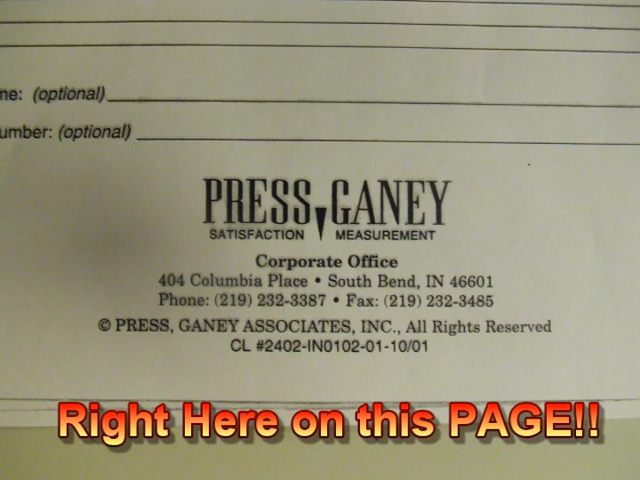 me: (optional)
umber: (optional)
PRESS, GANEY
SATISFACTION MEASUREMENT
Corporate Office
404 Columbia Place • South Bend, IN 46601
Phone: (219) 232-3387 • Fax: (219) 232-3485
© PRESS, GANEY ASSOCIATES, INC., All Rights Reserved
CL #2402-IN0102-01-10/01
Right Here on this PAGE!!